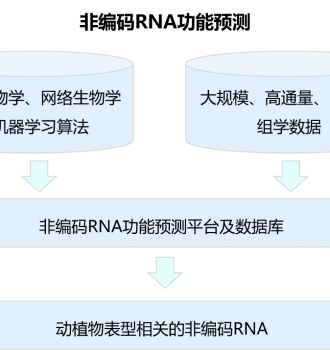 非编码RNA功能预测
物学、网络生物学
机器学习算法
大规模、高通量、
组学数据
非编码RNA功能预测平台及数据库
动植物表型相关的非编码RNA